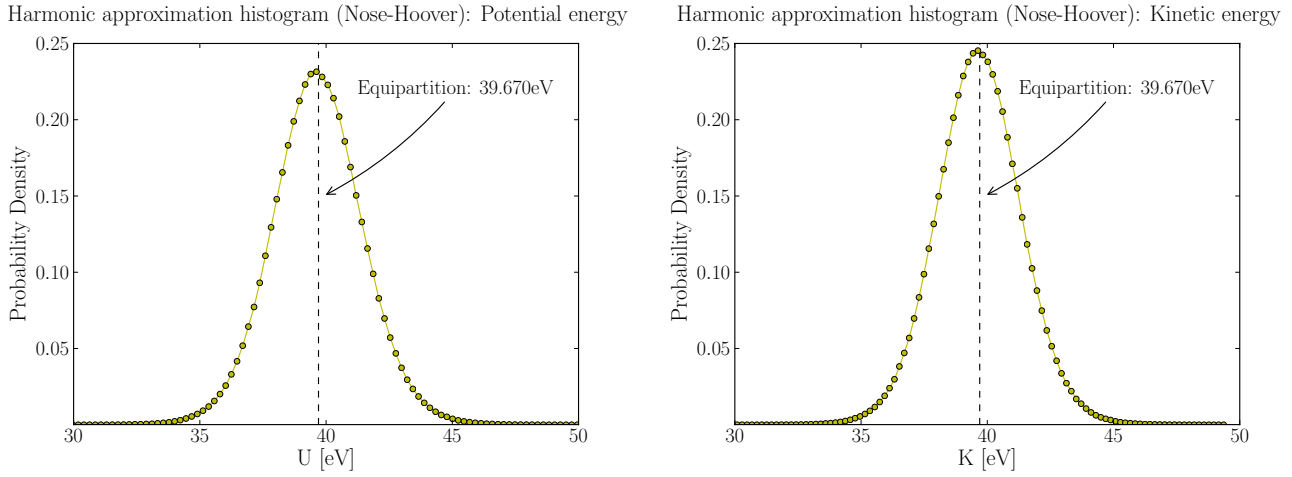 Harmonic approximation histogram (Nose-Hoover): Potential energy
0.25
0.20
0.15
0.10
0.05
Probability Density
Equipartition: 39.670eV
30 35 40 45 50
U [eV]
Harmonic approximation histogram (Nose-Hoover): Kinetic energy
0.25
0.20
0.15
0.10
0.05
Probability Density
Equipartition: 39.670eV
30 35 40 45 50
K [eV]